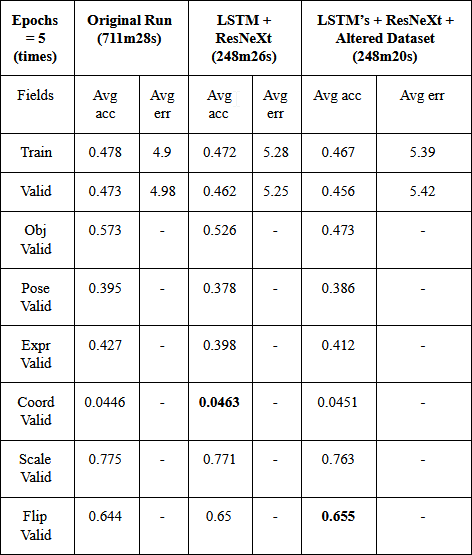 Epochs = 5 (times) Original Run (711m28s) LSTM + ResNeXt (248m26s) LSTM's + ResNeXt + Altered Dataset (248m20s)
Fields Avg acc Avg err Avg acc Avg err Avg acc Avg err
Train 0.478 4.9 0.472 5.28 0.467 5.39
Valid 0.473 4.98 0.462 5.25 0.456 5.42
Obj Valid 0.573 - 0.526 - 0.473 -
Pose Valid 0.395 - 0.378 - 0.386 -
Expr Valid 0.427 - 0.398 - 0.412 -
Coord Valid 0.0446 - 0.0463 - 0.0451 -
Scale Valid 0.775 - 0.771 - 0.763 -
Flip Valid 0.644 - 0.65 - 0.655 -